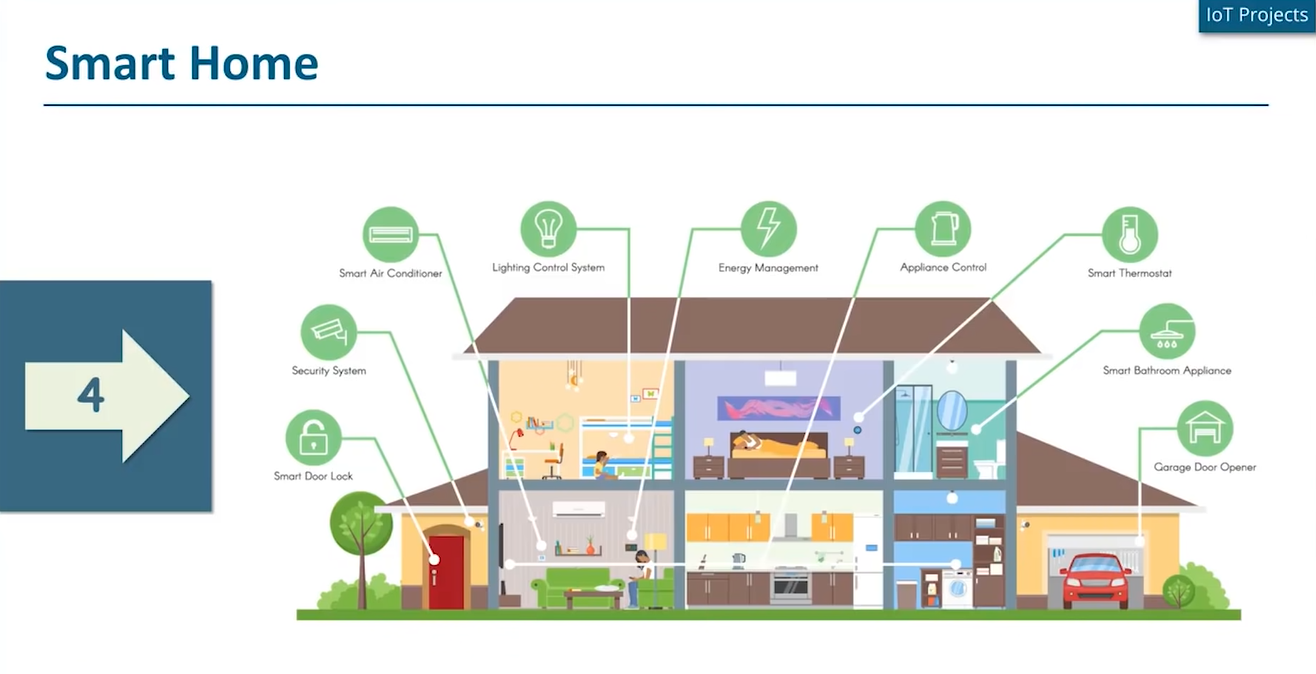 IoT Projects
Smart Home
Smart Air Conditioner
Lighting Control System
Energy Management
Appliance Control
Smart Thermostat
Security System
Smart Bathroom Appliance
4
Smart Door Lock
Garage Door Opener